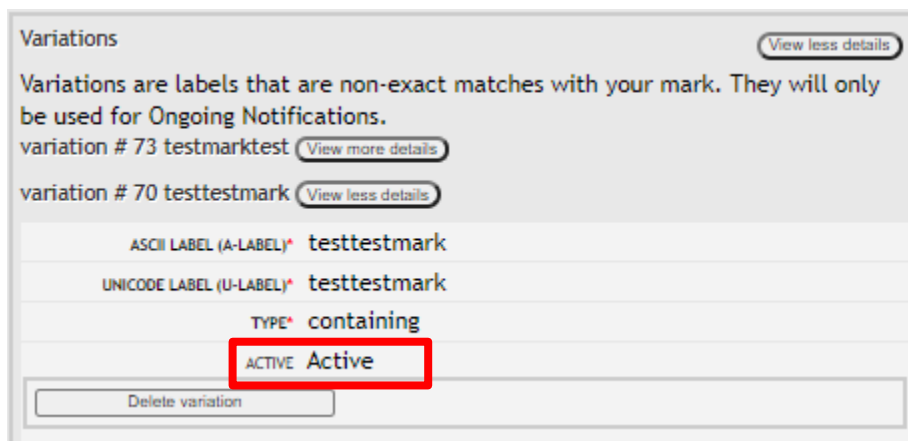 Variations
View less details
Variations are labels that are non-exact matches with your mark. They will only
be used for Ongoing Notifications.
variation # 73 testmarktest View more details
variation # 70 testtestmark View less details
ASCII LABEL (A-LABEL)* testtestmark
UNICODE LABEL (U-LABEL)* testtestmark
TYPE* containing
ACTIVE Active
Delete variation